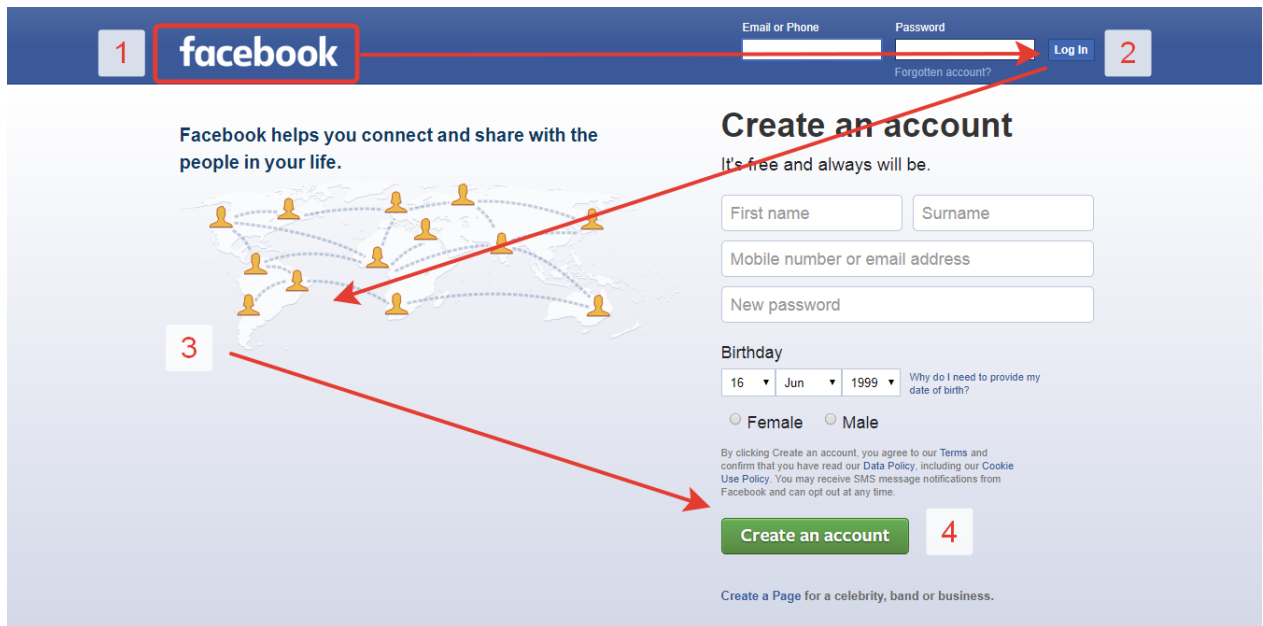 1
facebook
Email or Phone
Password
Log In
2
Forgotten account?
Facebook helps you connect and share with the
people in your life.
3
Create an account
It's free and always will be.
First name
Surname
Mobile number or email address
New password
Birthday
16
Jun
1999
Why do I need to provide my
date of birth?
Female
Male
By clicking Create an account, you agree to our Terms and
confirm that you have read our Data Policy, including our Cookie
Use Policy. You may receive SMS message notifications from
Facebook and can opt out at any time.
Create an account
4
Create a Page for a celebrity, band or business.